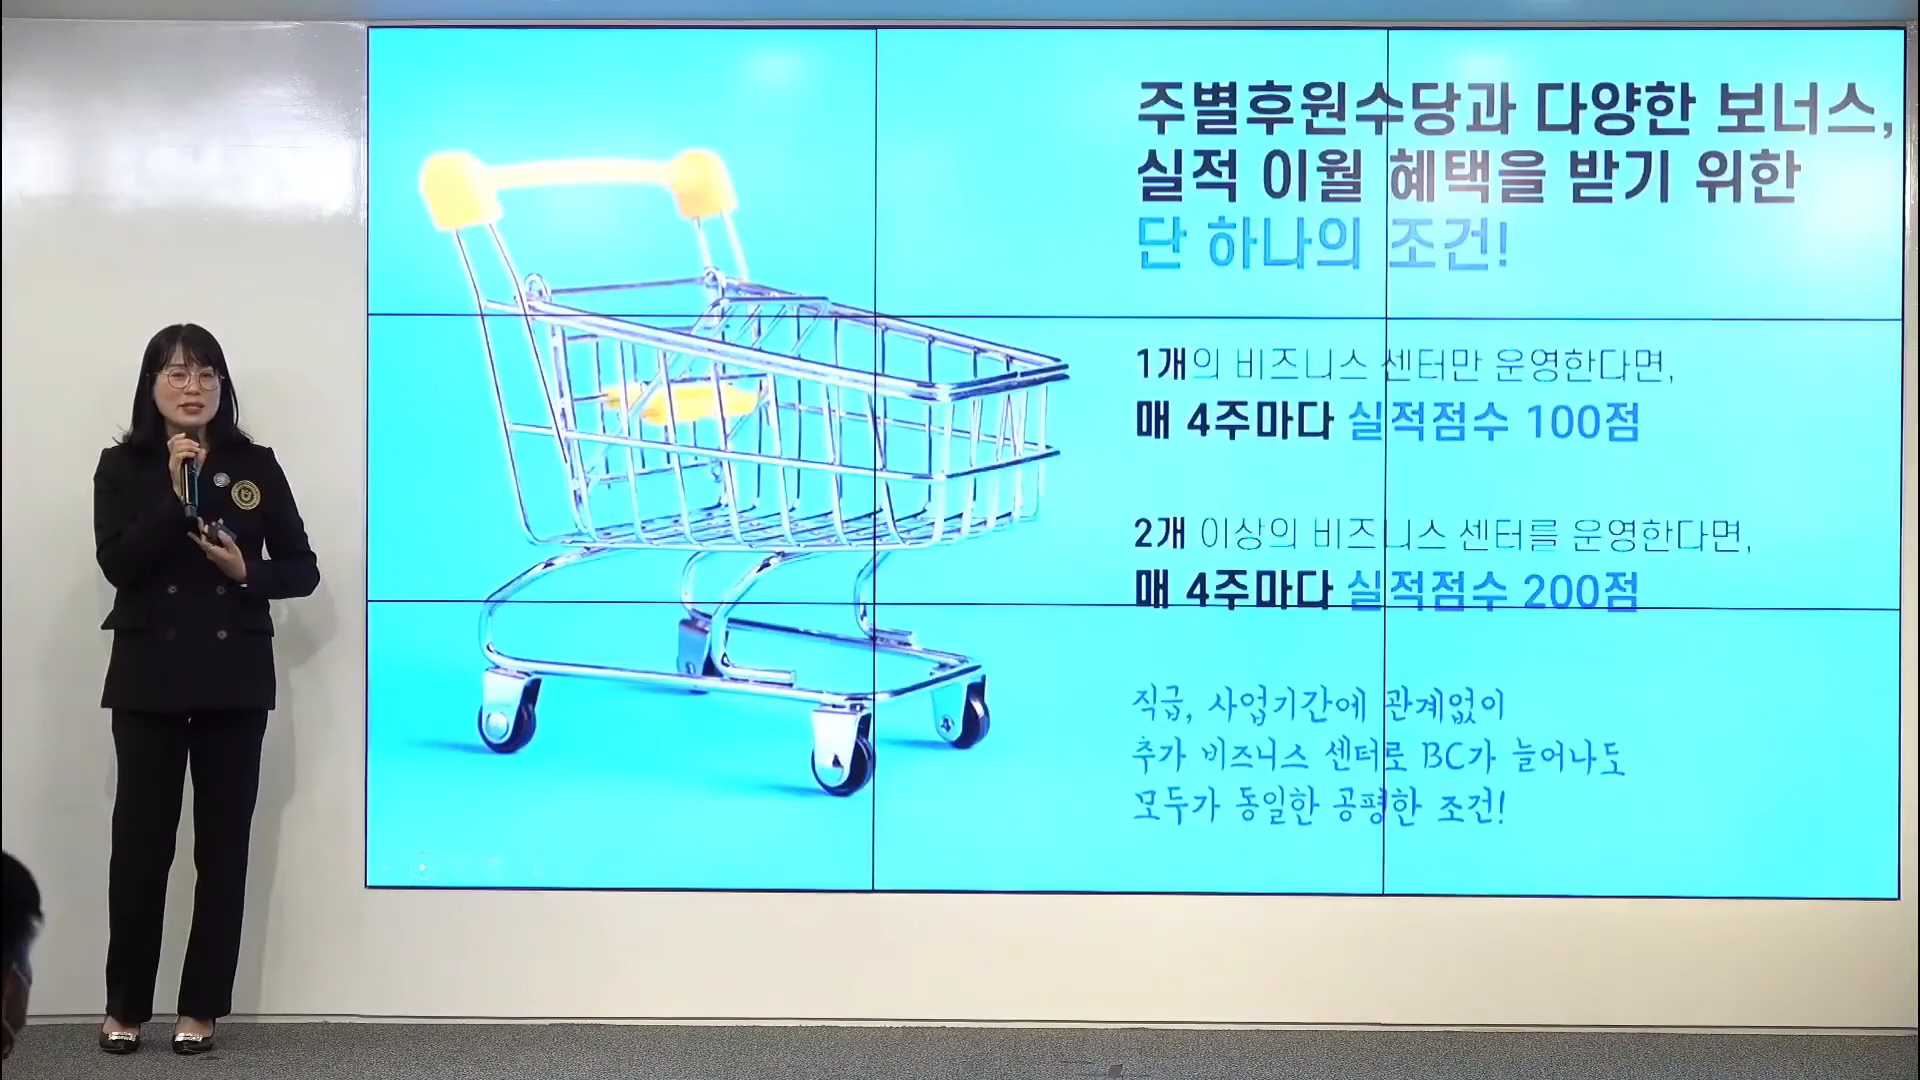 주별후원수당과 다양한 보너스,
실적 이월 혜택을 받기 위한
단 하나의 조건!
1개의 비즈니스 센터만 운영한다면,
매 4주마다 실적점수 100점
2개 이상의 비즈니스 센터를 운영한다면,
매 4주마다 실적점수 200점
직급, 사업기간에 관계없이
추가 비즈니스 센터로 BC가 늘어나도
모두가 동일한 공평한 조건!